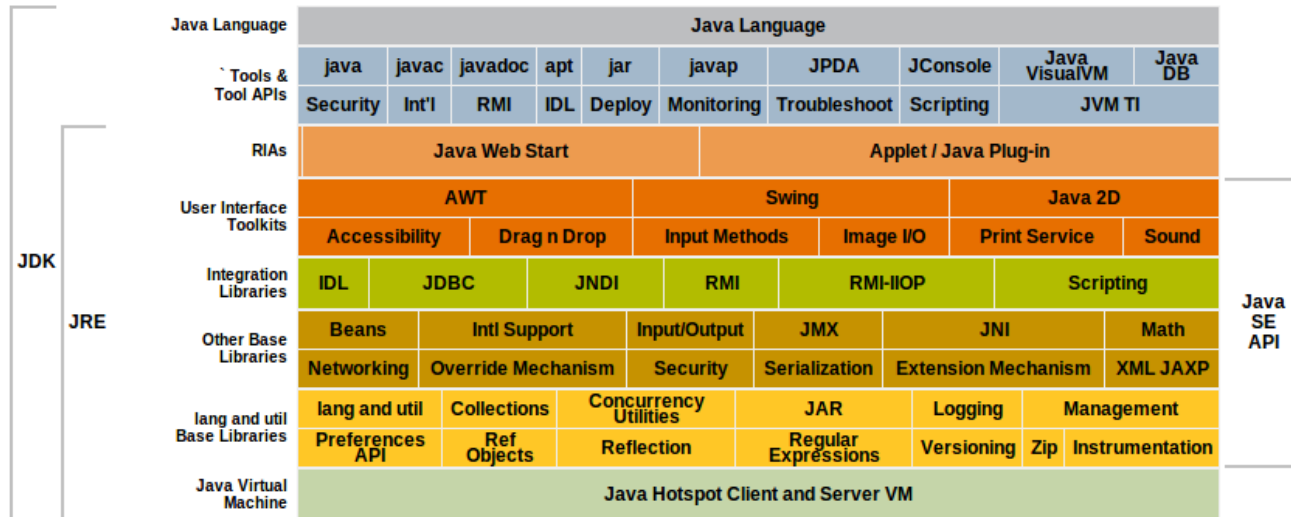 Java Language
Java Language
` Tools &
Tool APIs
java javac javadoc apt jar javap JPDA JConsole Java VisualVM Java DB
Security Int'l RMI IDL Deploy Monitoring Troubleshoot Scripting JVM TI
RIAs
Java Web Start Applet / Java Plug-in
User Interface
Toolkits
AWT Swing Java 2D
Accessibility Drag n Drop Input Methods Image I/O Print Service Sound
JDK
Integration
Libraries
IDL JDBC JNDI RMI RMI-IIOP Scripting
JRE
Java
SE
API
Other Base
Libraries
Beans Intl Support Input/Output JMX JNI Math
Networking Override Mechanism Security Serialization Extension Mechanism XML JAXP
lang and util
Base Libraries
lang and util Collections Concurrency Utilities JAR Logging Management
Preferences API Ref Objects Reflection Regular Expressions Versioning Zip Instrumentation
Java Virtual
Machine
Java Hotspot Client and Server VM